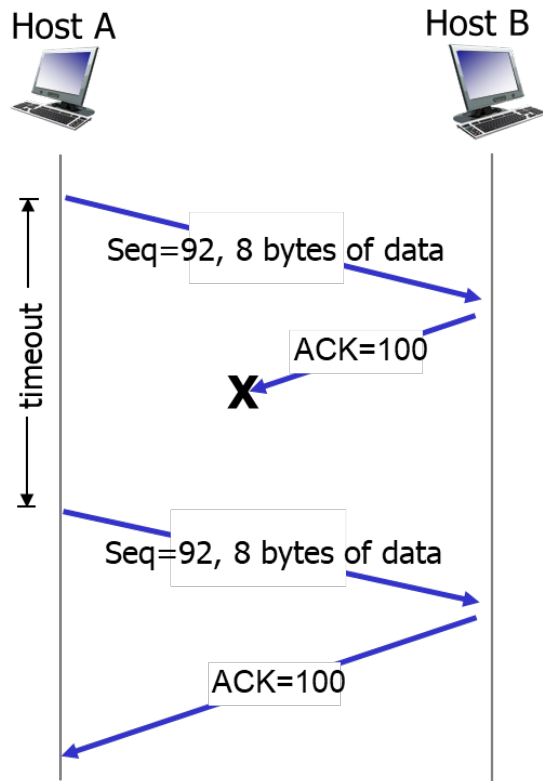 Host A
Host B
Seq=92, 8 bytes of data
ACK=100
timeout
X
Seq=92, 8 bytes of data
ACK=100